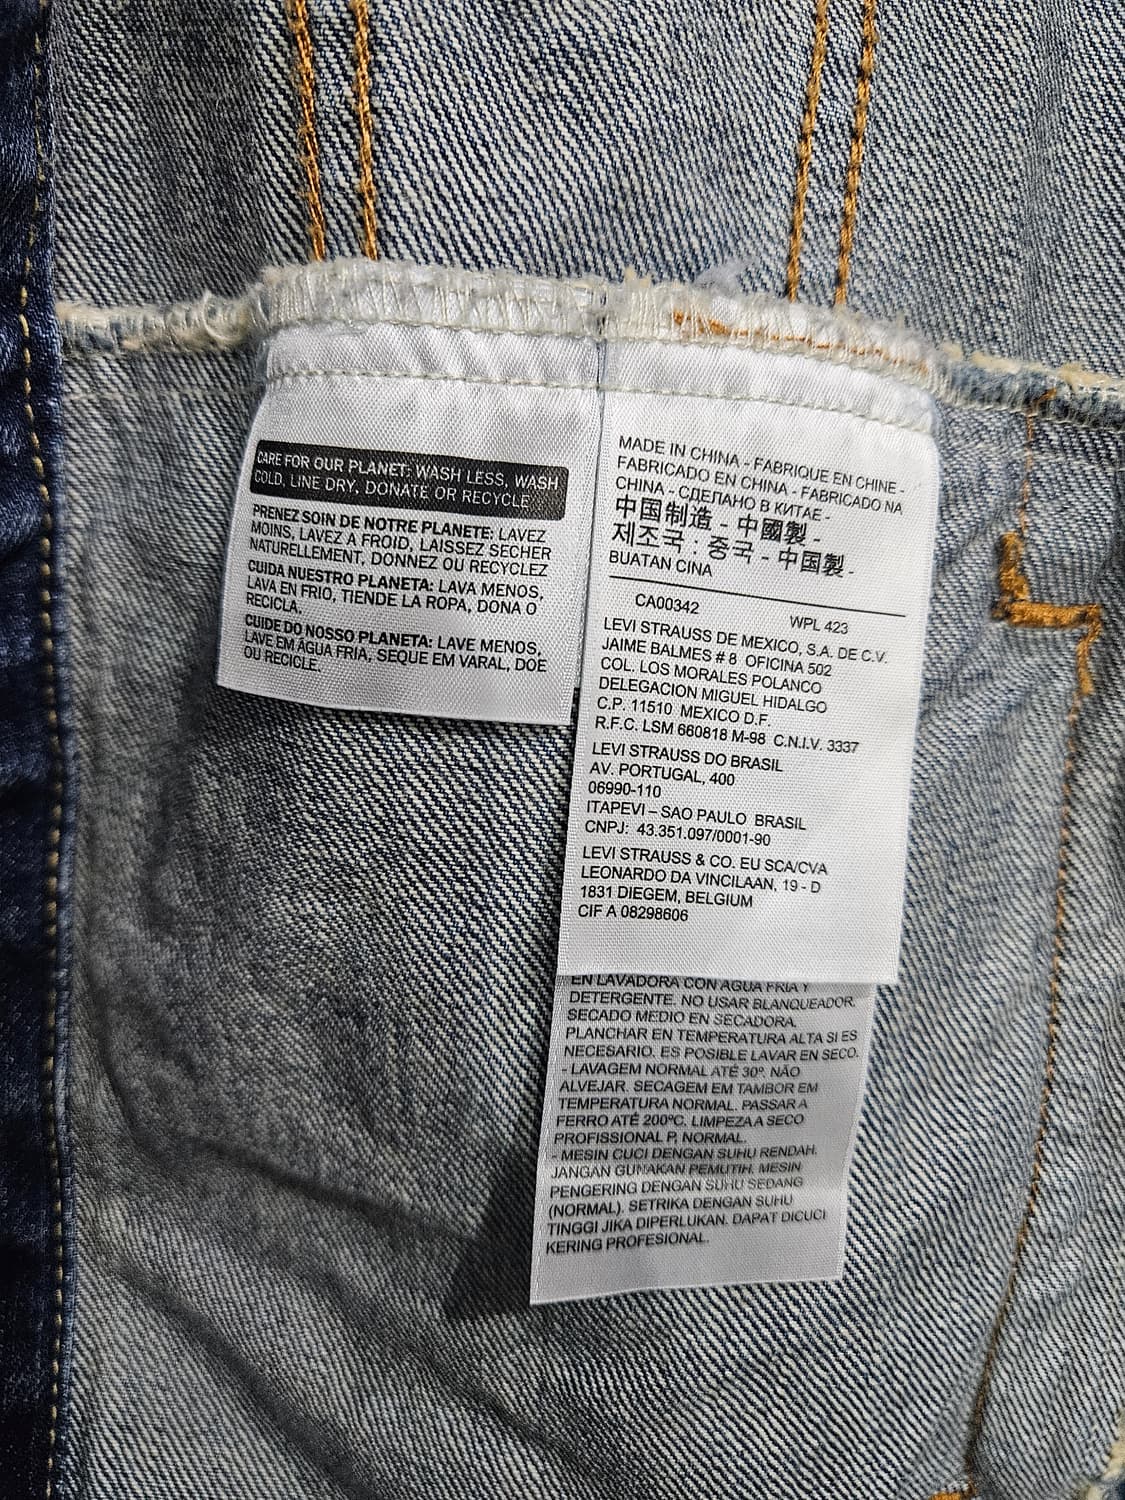 CARE FOR OUR PLANET: WASH LESS, WASH
COLD, LINE DRY, DONATE OR RECYCLE
PRENEZ SOIN DE NOTRE PLANETE: LAVEZ
MOINS, LAVEZ A FROID, LAISSEZ SECHER
NATURELLEMENT, DONNEZ OU RECYCLEZ
CUIDA NUESTRO PLANETA: LAVA MENOS,
LAVA EN FRIO, TIENDE LA ROPA, DONA O
RECICLA,
CUIDE DO NOSSO PLANETA: LAVE MENOS,
LAVE EM ÁGUA FRIA, SEQUE EM VARAL, DOE
OU RECICLE.
MADE IN CHINA - FABRIQUE EN CHINE -
FABRICADO EN CHINA - FABRICADO NA
CHINA - СДЕЛАНО В КИТАЕ -
中国制造 - 中國製 -
제조국 : 중국 - 中国製 -
BUATAN CINA
CA00342 WPL 423
LEVI STRAUSS DE MEXICO, S.A. DE C.V.
JAIME BALMES # 8 OFICINA 502
COL. LOS MORALES POLANCO
DELEGACION MIGUEL HIDALGO
C.P. 11510 MEXICO D.F.
R.F.C. LSM 660818 M-98 C.N.I.V. 3337
LEVI STRAUSS DO BRASIL
AV. PORTUGAL, 400
06990-110
ITAPEVI – SAO PAULO BRASIL
CNPJ: 43.351.097/0001-90
LEVI STRAUSS & CO. EU SCA/CVA
LEONARDO DA VINCILAAN, 19 - D
1831 DIEGEM, BELGIUM
CIF A 08298606
EN LAVADORA CON AGUA FRIA Y
DETERGENTE. NO USAR BLANQUEADOR.
SECADO MEDIO EN SECADORA.
PLANCHAR EN TEMPERATURA ALTA SI ES
NECESARIO. ES POSIBLE LAVAR EN SECO.
- LAVAGEM NORMAL ATÉ 30º. NÃO
ALVEJAR. SECAGEM EM TAMBOR EM
TEMPERATURA NORMAL. PASSAR A
FERRO ATÉ 200ºC. LIMPEZA A SECO
PROFISSIONAL P, NORMAL.
- MESIN CUCI DENGAN SUHU RENDAH.
JANGAN GUNAKAN PEMUTIH. MESIN
PENGERING DENGAN SUHU SEDANG
(NORMAL). SETRIKA DENGAN SUHU
TINGGI JIKA DIPERLUKAN. DAPAT DICUCI
KERING PROFESIONAL.